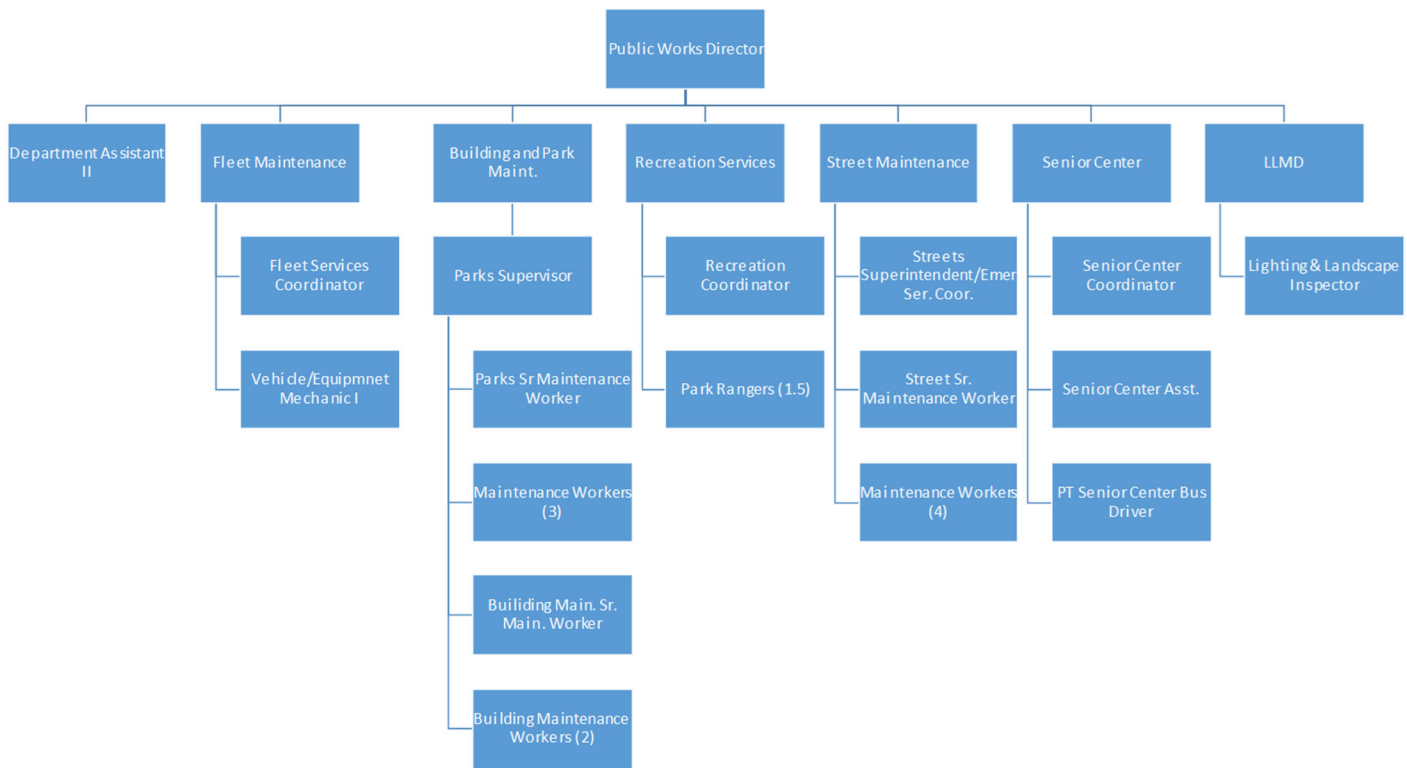 Public Works Director
Department Assistant
II
Fleet Maintenance
Building and Park
Maint.
Recreation Services
Street Maintenance
Senior Center
LLMD
Fleet Services
Coordinator
Parks Supervisor
Recreation
Coordinator
Streets
Superintendent/Emer
Ser. Coor.
Senior Center
Coordinator
Lighting & Landscape
Inspector
Vehicle/Equipmnet
Mechanic I
Parks Sr Maintenance
Worker
Park Rangers (1.5)
Street Sr.
Maintenance Worker
Senior Center Asst.
Maintenance Workers
(3)
Maintenance Workers
(4)
PT Senior Center Bus
Driver
Builiding Main. Sr.
Main. Worker
Building Maintenance
Workers (2)